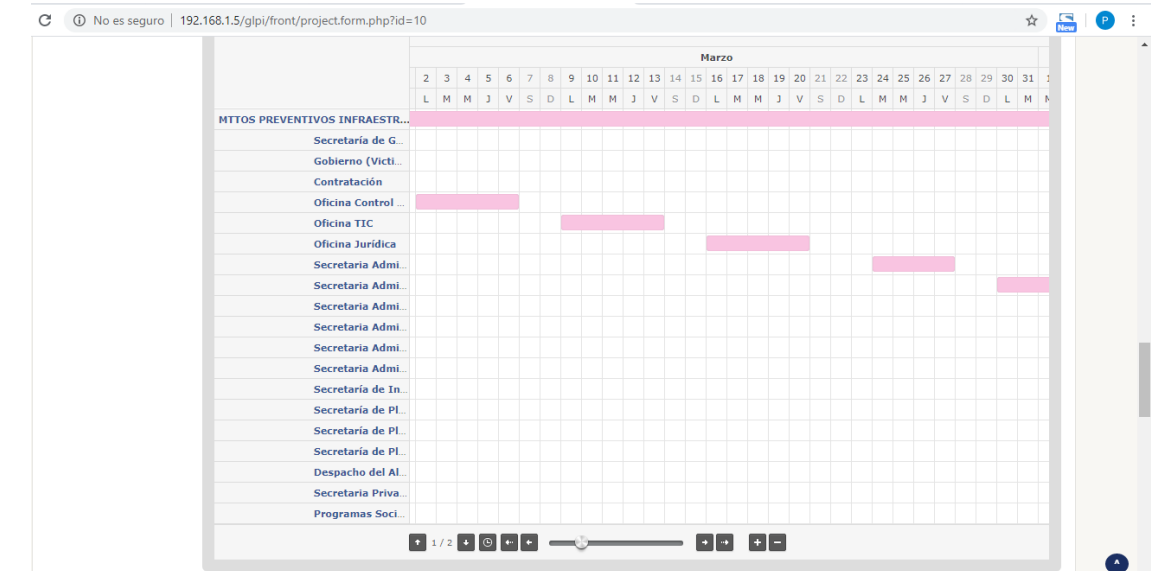 No es seguro | 192.168.1.5/glpi/front/project.form.php?id=10
New
P
Marzo
2 3 4 5 6 7 8 9 10 11 12 13 14 15 16 17 18 19 20 21 22 23 24 25 26 27 28 29 30 31 1
L M M J V S D L M M J V S D L M M J V S D L M M J V S D L M M
MTTOS PREVENTIVOS INFRAESTR...
Secretaría de G...
Gobierno (Victi...
Contratación
Oficina Control ...
Oficina TIC
Oficina Jurídica
Secretaria Admi...
Secretaria Admi...
Secretaria Admi...
Secretaria Admi...
Secretaria Admi...
Secretaria Admi...
Secretaría de In...
Secretaría de Pl...
Secretaría de Pl...
Secretaría de Pl...
Despacho del Al...
Secretaria Priva...
Programas Soci...
1 / 2